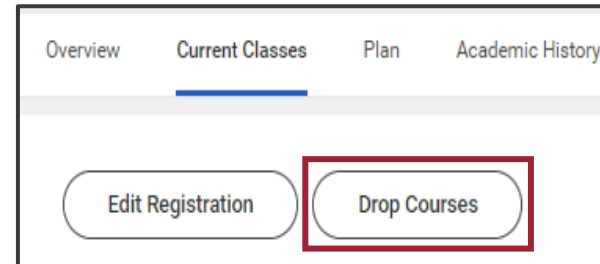 Overview Current Classes Plan Academic History
Edit Registration Drop Courses